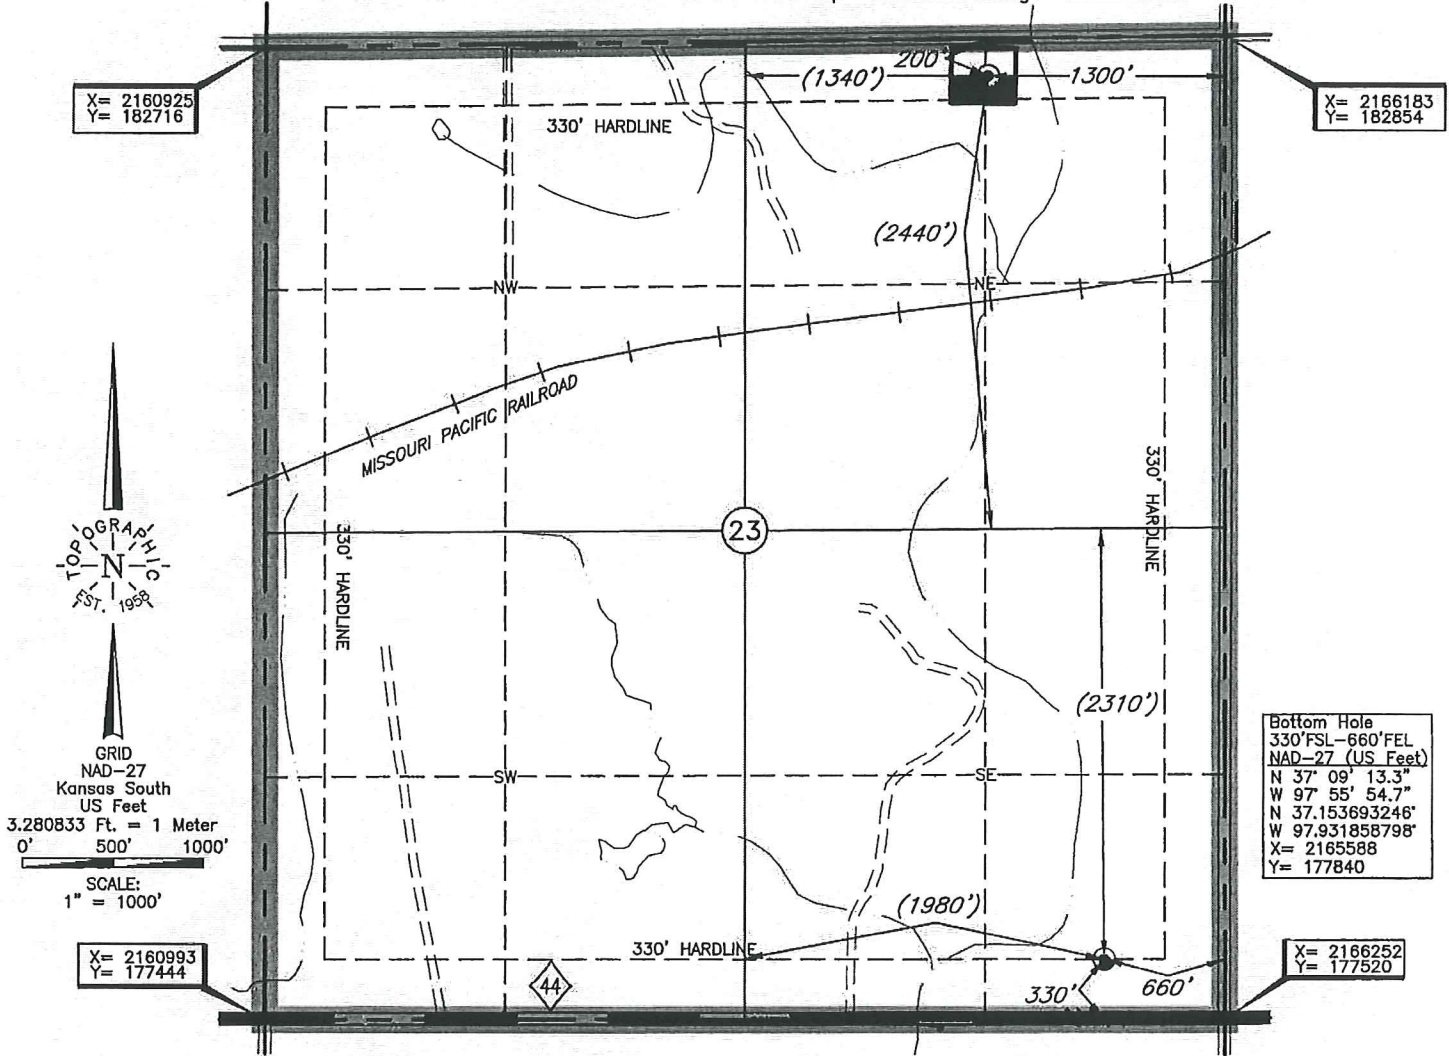 200'
(1340')
1300'
X= 2160925
Y= 182716
X= 2166183
Y= 182854
330' HARDLINE
(2440')
NW
NE
MISSOURI PACIFIC RAILROAD
330' HARDLINE
330' HARDLINE
23
TOPOGRAPHIC
N
EST. 1958
(2310')
GRID
NAD-27
Kansas South
US Feet
3.280833 Ft. = 1 Meter
0' 500' 1000'
SCALE:
1" = 1000'
SW
SE
Bottom Hole
330'FSL-660'FEL
NAD-27 (US Feet)
N 37° 09' 13.3"
W 97° 55' 54.7"
N 37.153693246°
W 97.931858798°
X= 2165588
Y= 177840
(1980')
330' HARDLINE
X= 2160993
Y= 177444
44
330'
660'
X= 2166252
Y= 177520